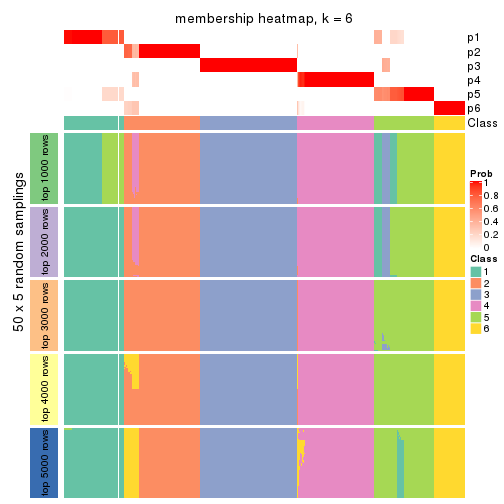 membership heatmap, k = 6
p1
p2
p3
p4
p5
p6
Class
50 x 5 random samplings
top 1000 rows
top 2000 rows
top 3000 rows
top 4000 rows
top 5000 rows
Prob
1
0.8
0.6
0.4
0.2
0
Class
1
2
3
4
5
6